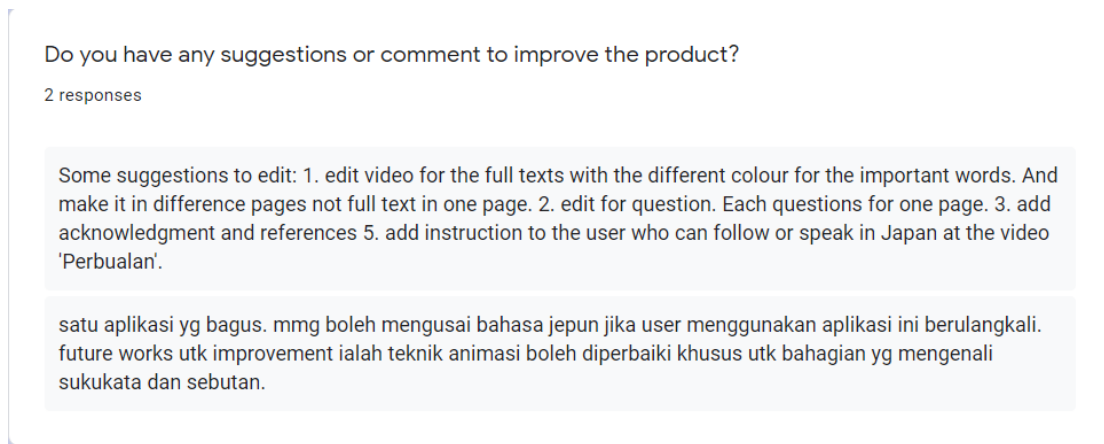 Do you have any suggestions or comment to improve the product?
2 responses
Some suggestions to edit: 1. edit video for the full texts with the different colour for the important words. And
make it in difference pages not full text in one page. 2. edit for question. Each questions for one page. 3. add
acknowledgment and references 5. add instruction to the user who can follow or speak in Japan at the video
'Perbualan'.
satu aplikasi yg bagus. mmg boleh mengusai bahasa jepun jika user menggunakan aplikasi ini berulangkali.
future works utk improvement ialah teknik animasi boleh diperbaiki khusus utk bahagian yg mengenali
sukukata dan sebutan.